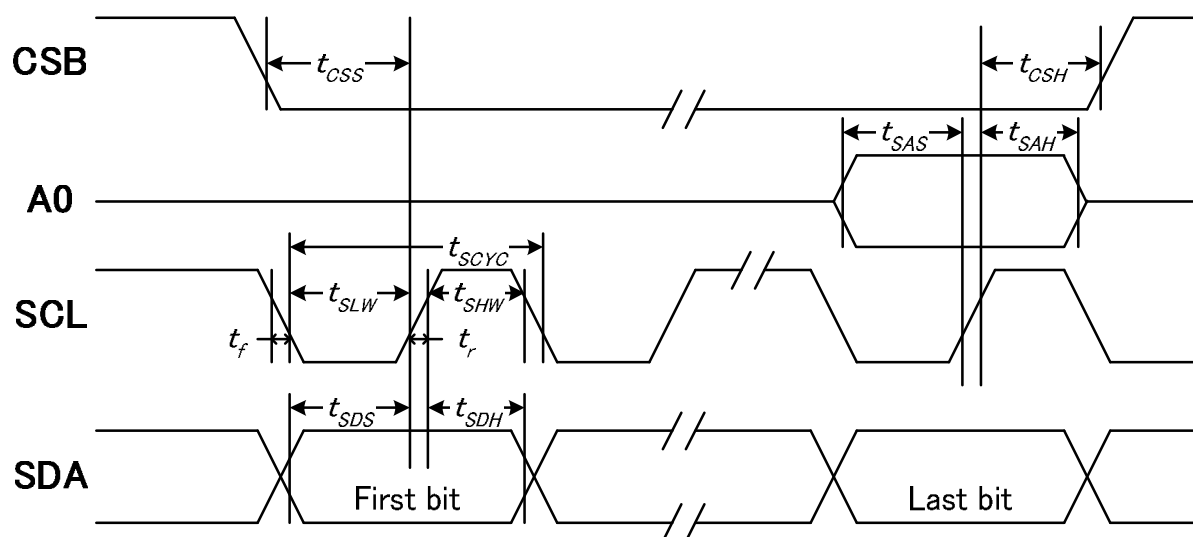 CSB
tCSS
tCSH
tSAS
tSAH
A0
tSCYC
SCL
tSLW
tSHW
tf
tr
tSDS
tSDH
SDA
First bit
Last bit